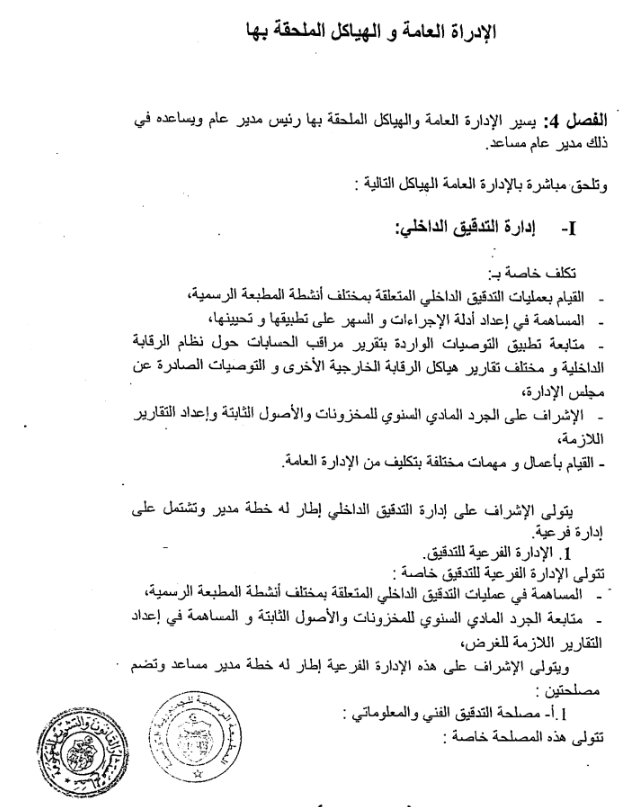 الإدراة العامة و الهياكل الملحقة بها
الفصل 4: يسير الإدارة العامة والهياكل الملحقة بها رئيس مدير عام ويساعده في
ذلك مدير عام مساعد.
وتلحق مباشرة بالإدارة العامة الهياكل التالية :
I- إدارة التدقيق الداخلي:
تكلف خاصة بـ:
- القيام بعمليات التدقيق الداخلي المتعلقة بمختلف أنشطة المطبعة الرسمية،
- المساهمة في إعداد أدلة الإجراءات و السهر على تطبيقها و تحيينها،
- متابعة تطبيق التوصيات الواردة بتقرير مراقب الحسابات حول نظام الرقابة
الداخلية و مختلف تقارير هياكل الرقابة الخارجية الأخرى و التوصيات الصادرة عن
مجلس الإدارة،
- الإشراف على الجرد المادي السنوي للمخزونات والأصول الثابتة وإعداد التقارير
اللازمة،
- القيام بأعمال و مهمات مختلفة بتكليف من الإدارة العامة.
يتولى الإشراف على إدارة التدقيق الداخلي إطار له خطة مدير وتشتمل على
إدارة فرعية.
1. الإدارة الفرعية للتدقيق.
تتولى الإدارة الفرعية للتدقيق خاصة :
- المساهمة في عمليات التدقيق الداخلي المتعلقة بمختلف أنشطة المطبعة الرسمية،
- متابعة الجرد المادي السنوي للمخزونات والأصول الثابتة و المساهمة في إعداد
التقارير اللازمة للغرض،
ويتولى الإشراف على هذه الإدارة الفرعية إطار له خطة مدير مساعد وتضم
مصلحتين :
1.أ- مصلحة التدقيق الفني والمعلوماتي :
تتولى هذه المصلحة خاصة :